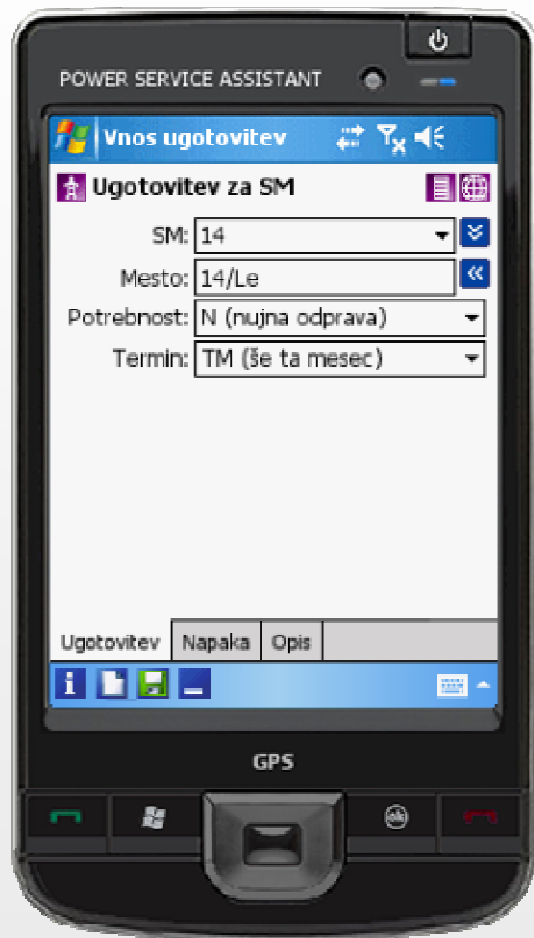 POWER SERVICE ASSISTANT
Vnos ugotovitev
Ugotovitev za SM
SM: 14
Mesto: 14/Le
Potrebnost: N (nujna odprava)
Termin: TM (še ta mesec)
Ugotovitev Napaka Opis
GPS
ok